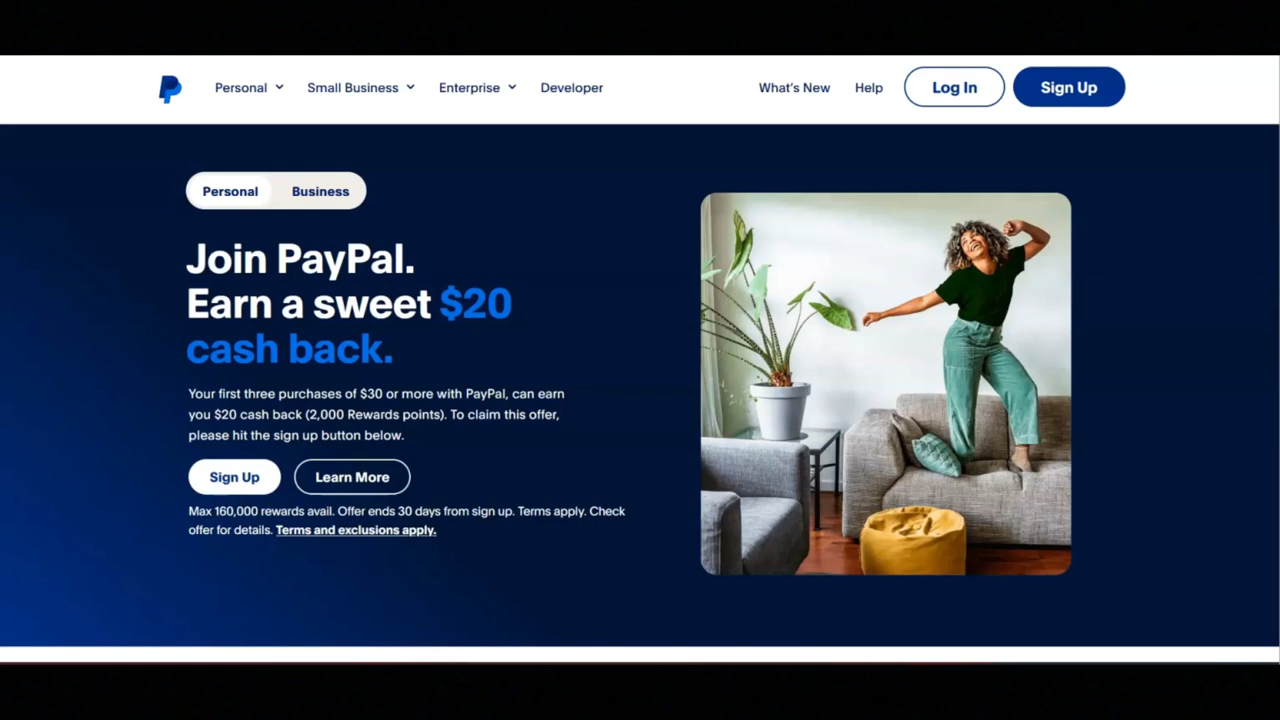 Personal
Small Business
Enterprise
Developer
What's New
Help
Log In
Sign Up
Personal
Business
Join PayPal.
Earn a sweet $20
cash back.
Your first three purchases of $30 or more with PayPal, can earn
you $20 cash back (2,000 Rewards points). To claim this offer,
please hit the sign up button below.
Sign Up
Learn More
Max 160,000 rewards avail. Offer ends 30 days from sign up. Terms apply. Check
offer for details. Terms and exclusions apply.